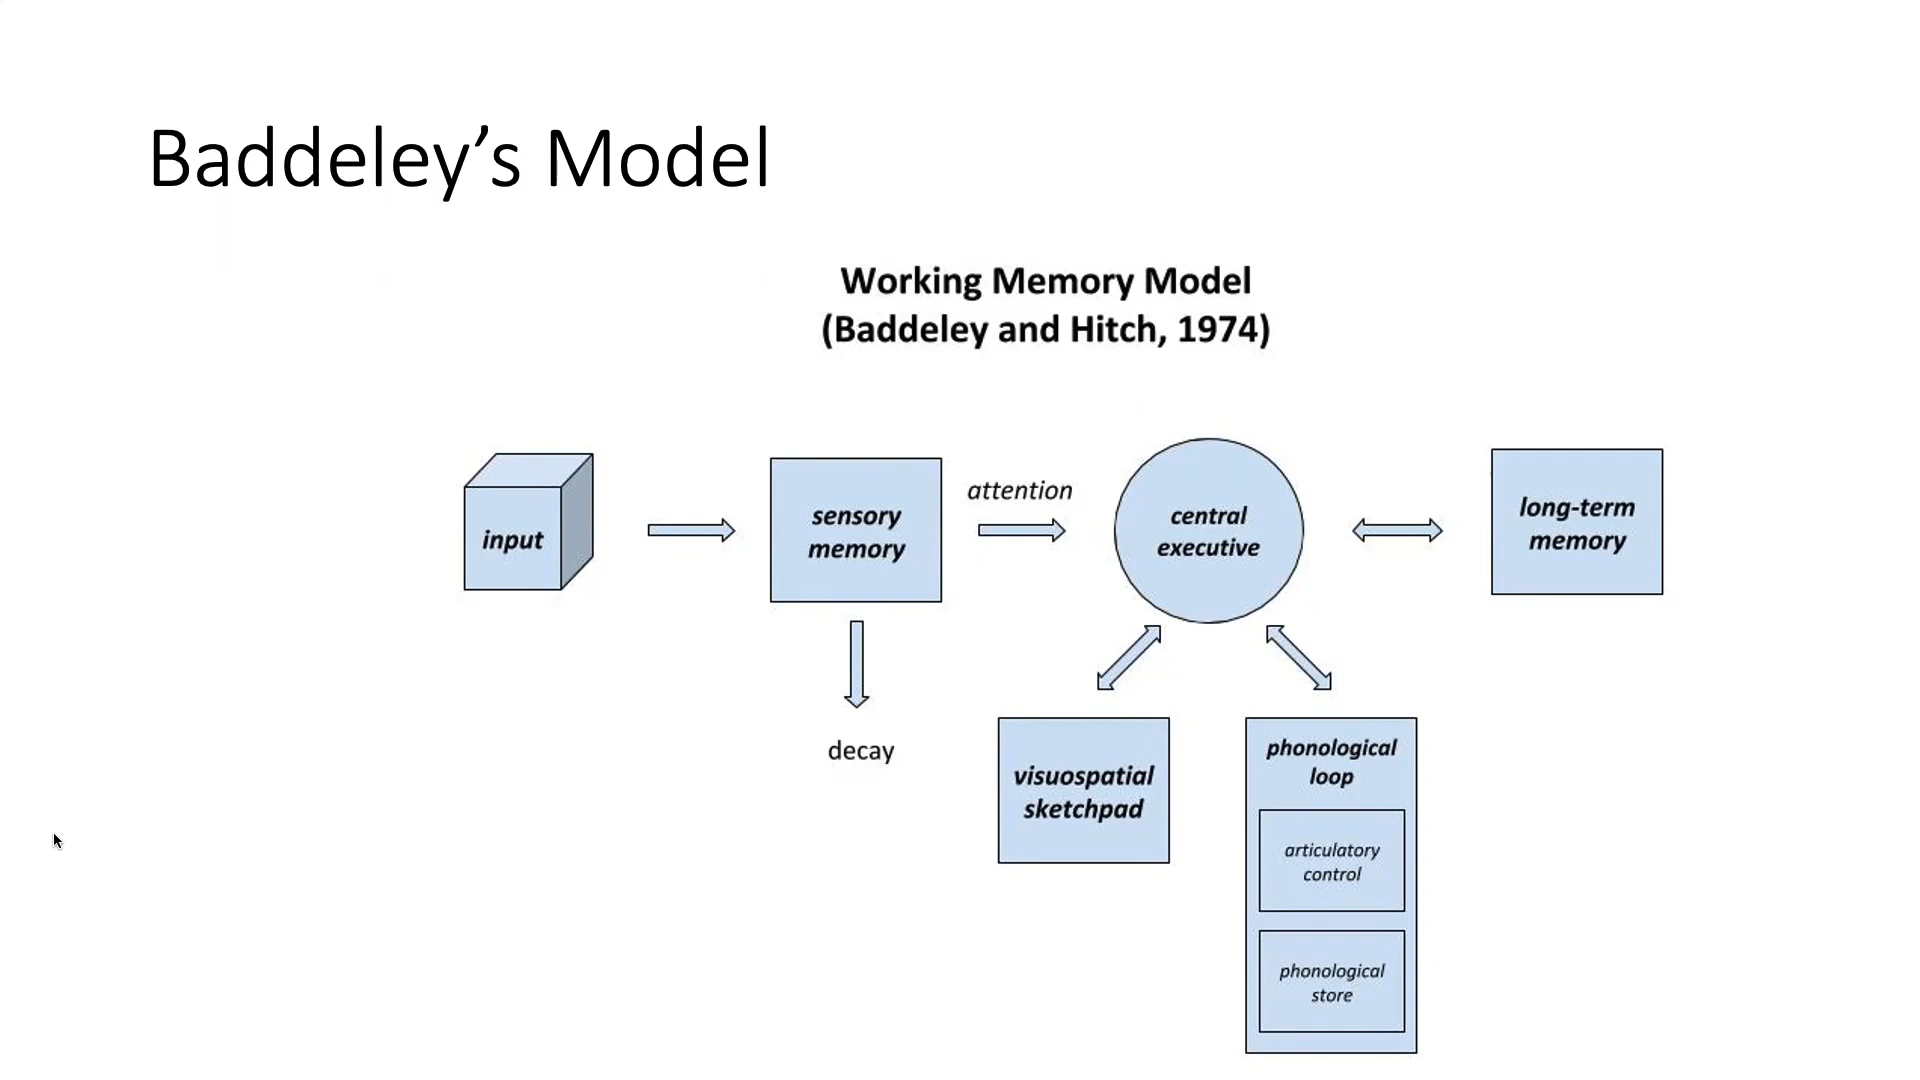 Baddeley’s Model
Working Memory Model
(Baddeley and Hitch, 1974)
input
sensory
memory
attention
central
executive
long-term
memory
decay
visuospatial
sketchpad
phonological
loop
articulatory
control
phonological
store